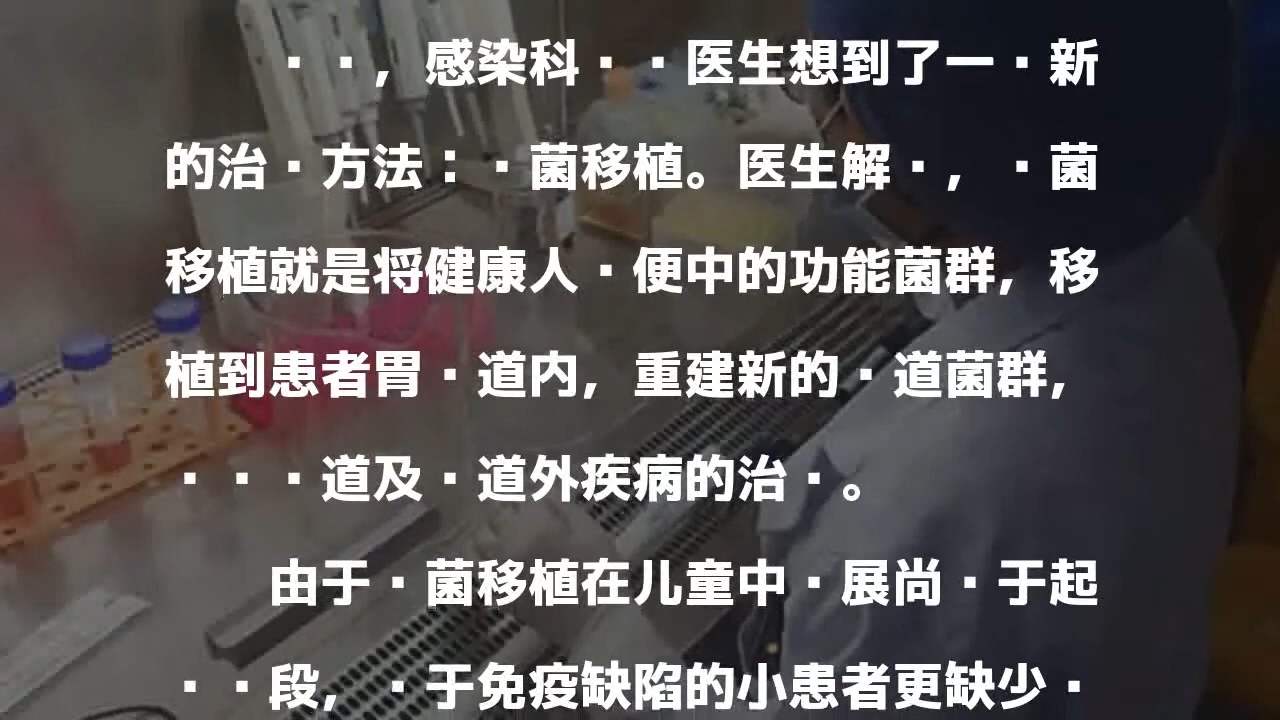 ··，感染科··医生想到了一·新
的治·方法：·菌移植。医生解·，·菌
移植就是将健康人·便中的功能菌群，移
植到患者胃·道内，重建新的·道菌群，
···道及·道外疾病的治·。
由于·菌移植在儿童中·展尚·于起
··段，·于免疫缺陷的小患者更缺少·